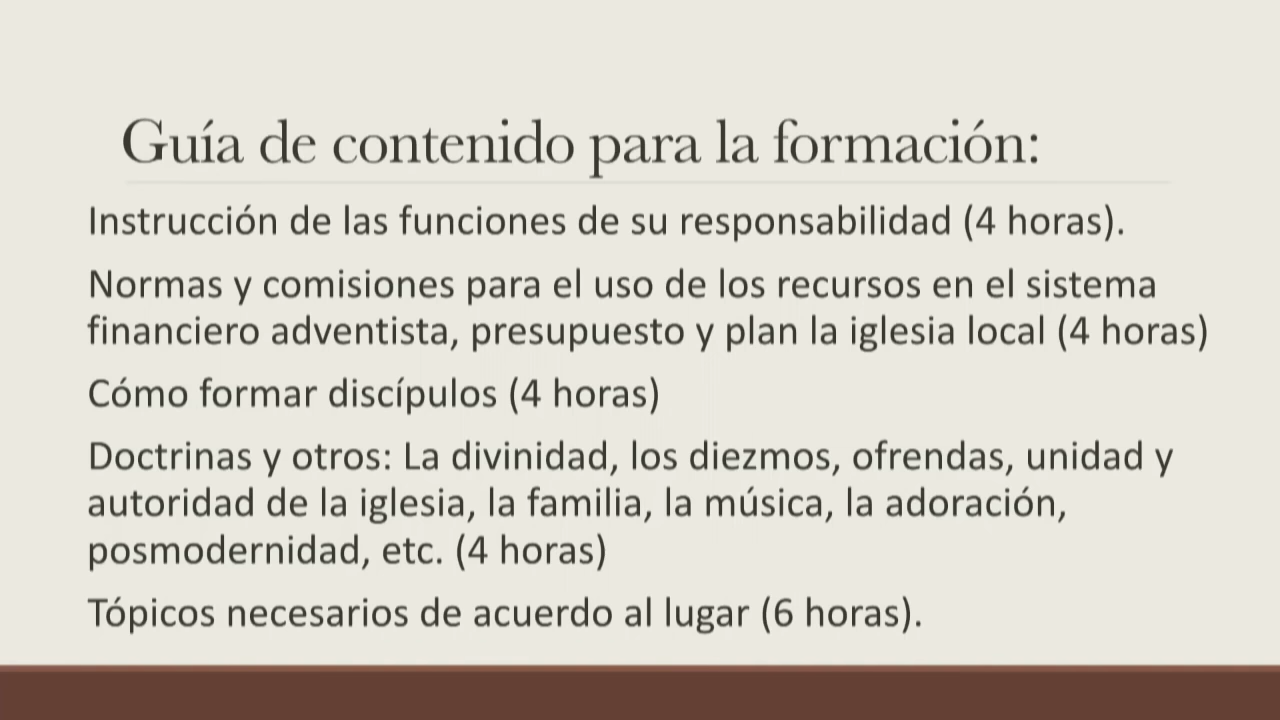 Guía de contenido para la formación:
Instrucción de las funciones de su responsabilidad (4 horas).
Normas y comisiones para el uso de los recursos en el sistema
financiero adventista, presupuesto y plan la iglesia local (4 horas)
Cómo formar discípulos (4 horas)
Doctrinas y otros: La divinidad, los diezmos, ofrendas, unidad y
autoridad de la iglesia, la familia, la música, la adoración,
posmodernidad, etc. (4 horas)
Tópicos necesarios de acuerdo al lugar (6 horas).